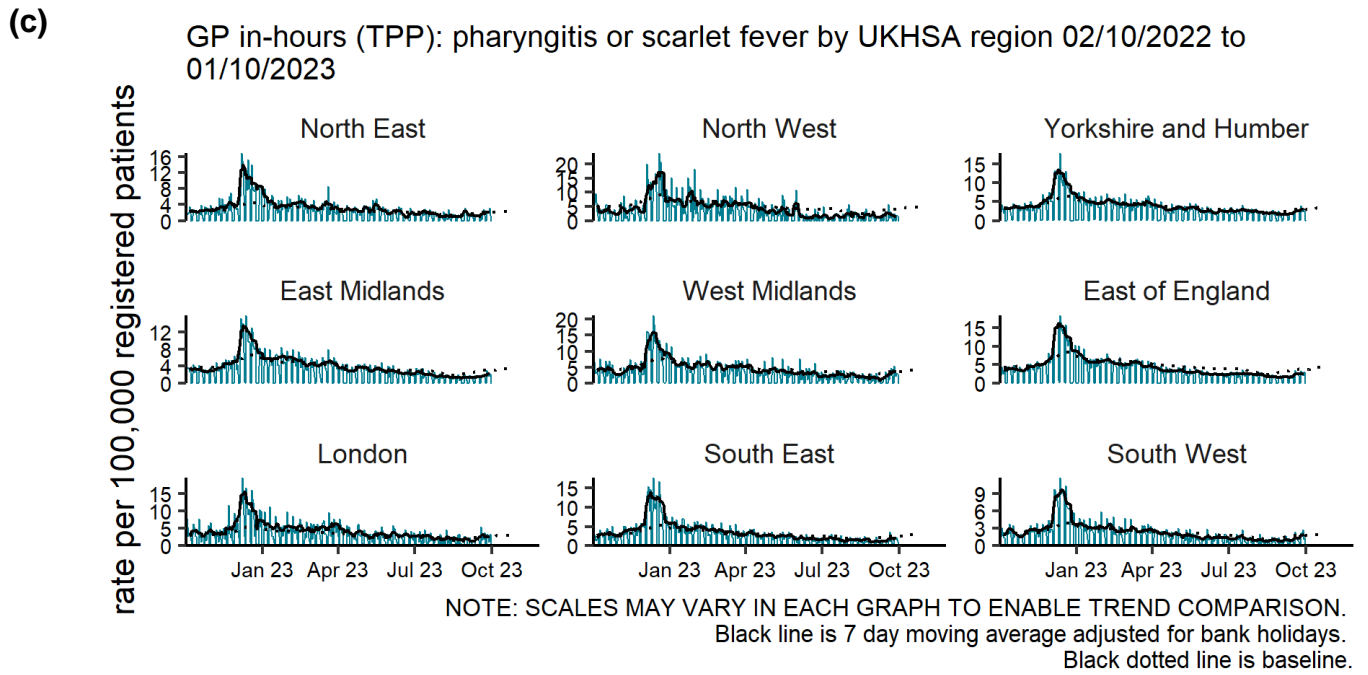 (c)
GP in-hours (TPP): pharyngitis or scarlet fever by UKHSA region 02/10/2022 to
01/10/2023
rate per 100,000 registered patients
North East
16
12
8
4
0
North West
20
15
10
5
0
Yorkshire and Humber
15
10
5
0
East Midlands
12
8
4
0
West Midlands
20
15
10
5
0
East of England
15
10
5
0
London
15
10
5
0
South East
15
10
5
0
South West
9
6
3
0
Jan 23 Apr 23 Jul 23 Oct 23
Jan 23 Apr 23 Jul 23 Oct 23
Jan 23 Apr 23 Jul 23 Oct 23
NOTE: SCALES MAY VARY IN EACH GRAPH TO ENABLE TREND COMPARISON.
Black line is 7 day moving average adjusted for bank holidays.
Black dotted line is baseline.